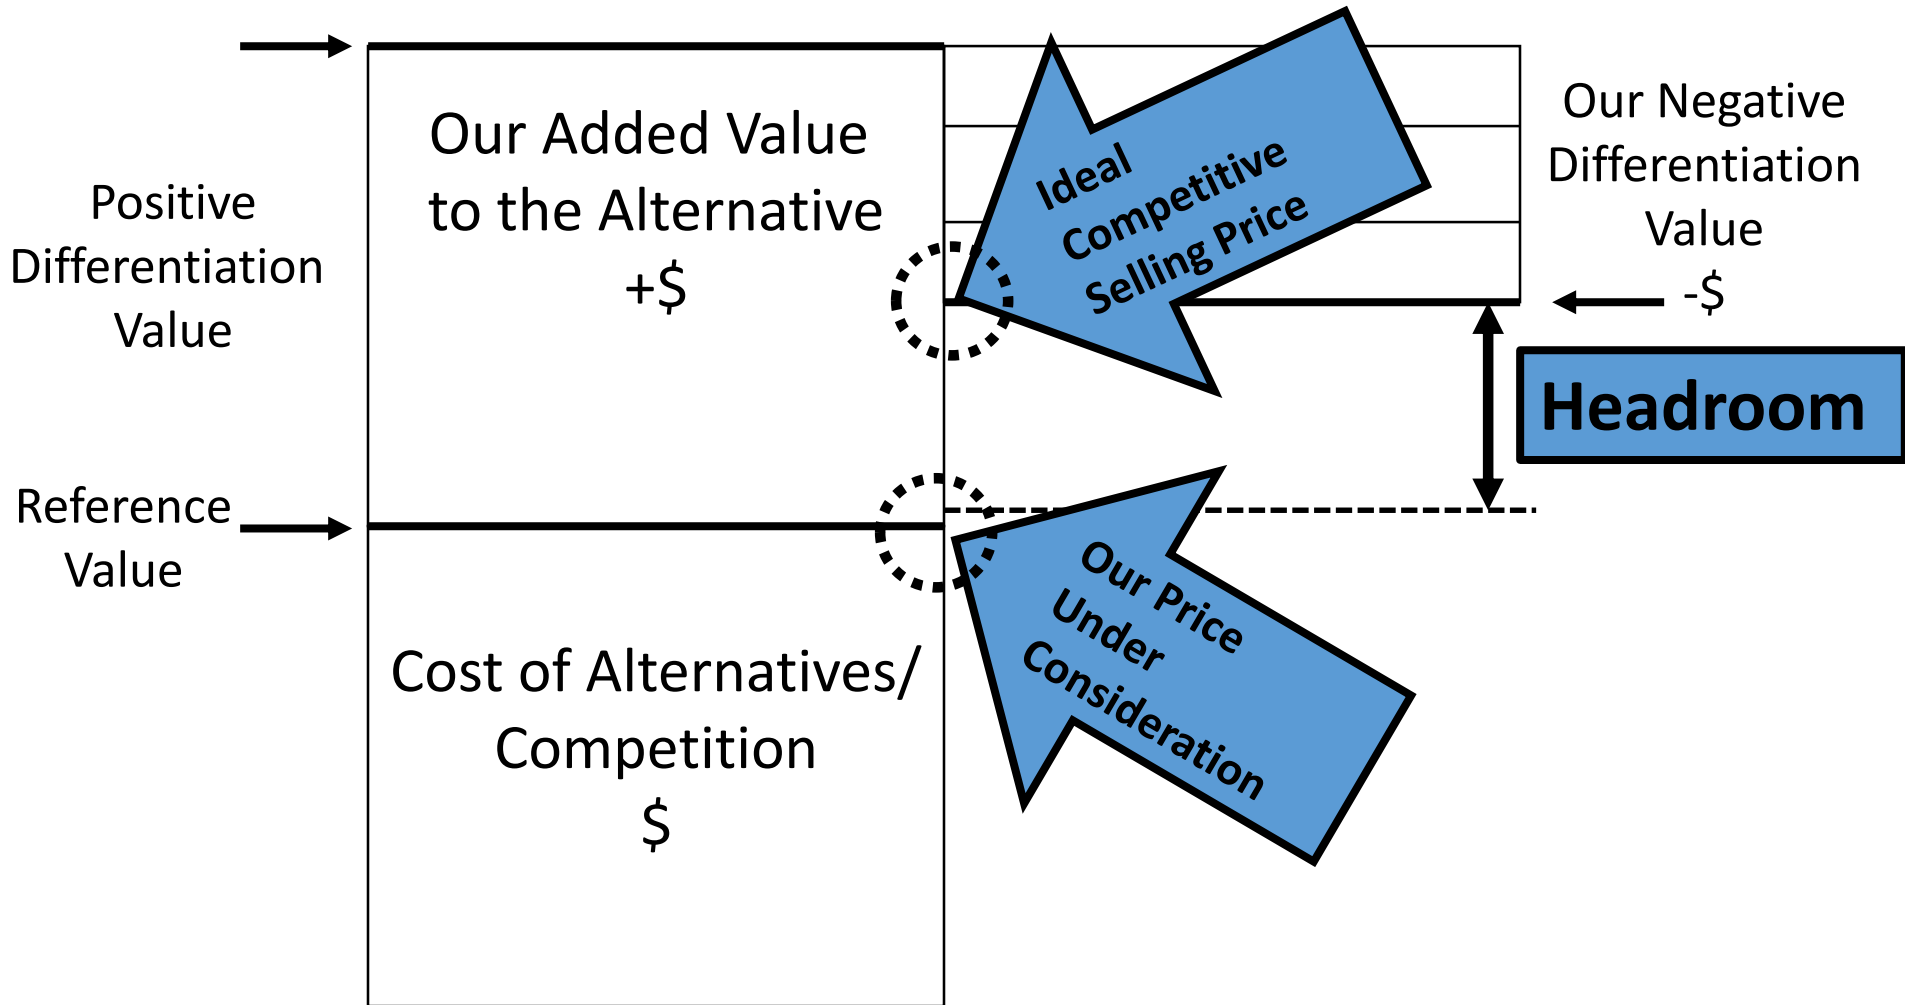 Our Added Value
to the Alternative
+$
Positive
Differentiation
Value
Ideal
Competitive
Selling Price
Our Negative
Differentiation
Value
-$
Headroom
Reference
Value
Our Price
Under
Consideration
Cost of Alternatives/
Competition
$